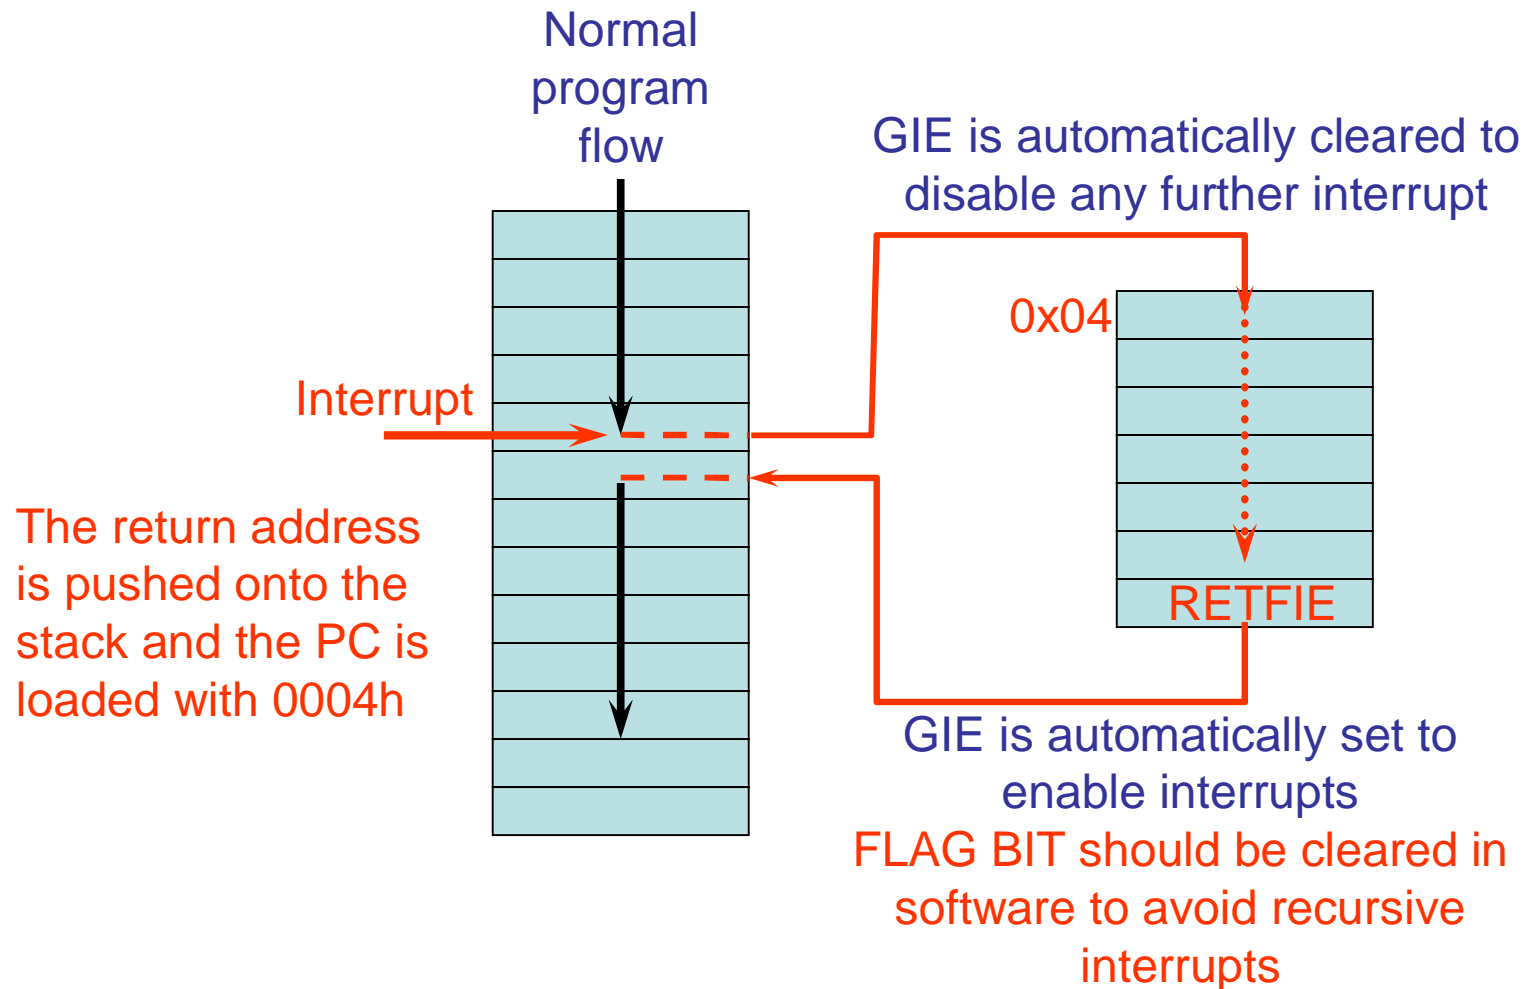 Normal
program
flow
GIE is automatically cleared to
disable any further interrupt
0x04
Interrupt
The return address
is pushed onto the
stack and the PC is
loaded with 0004h
RETFIE
GIE is automatically set to
enable interrupts
FLAG BIT should be cleared in
software to avoid recursive
interrupts